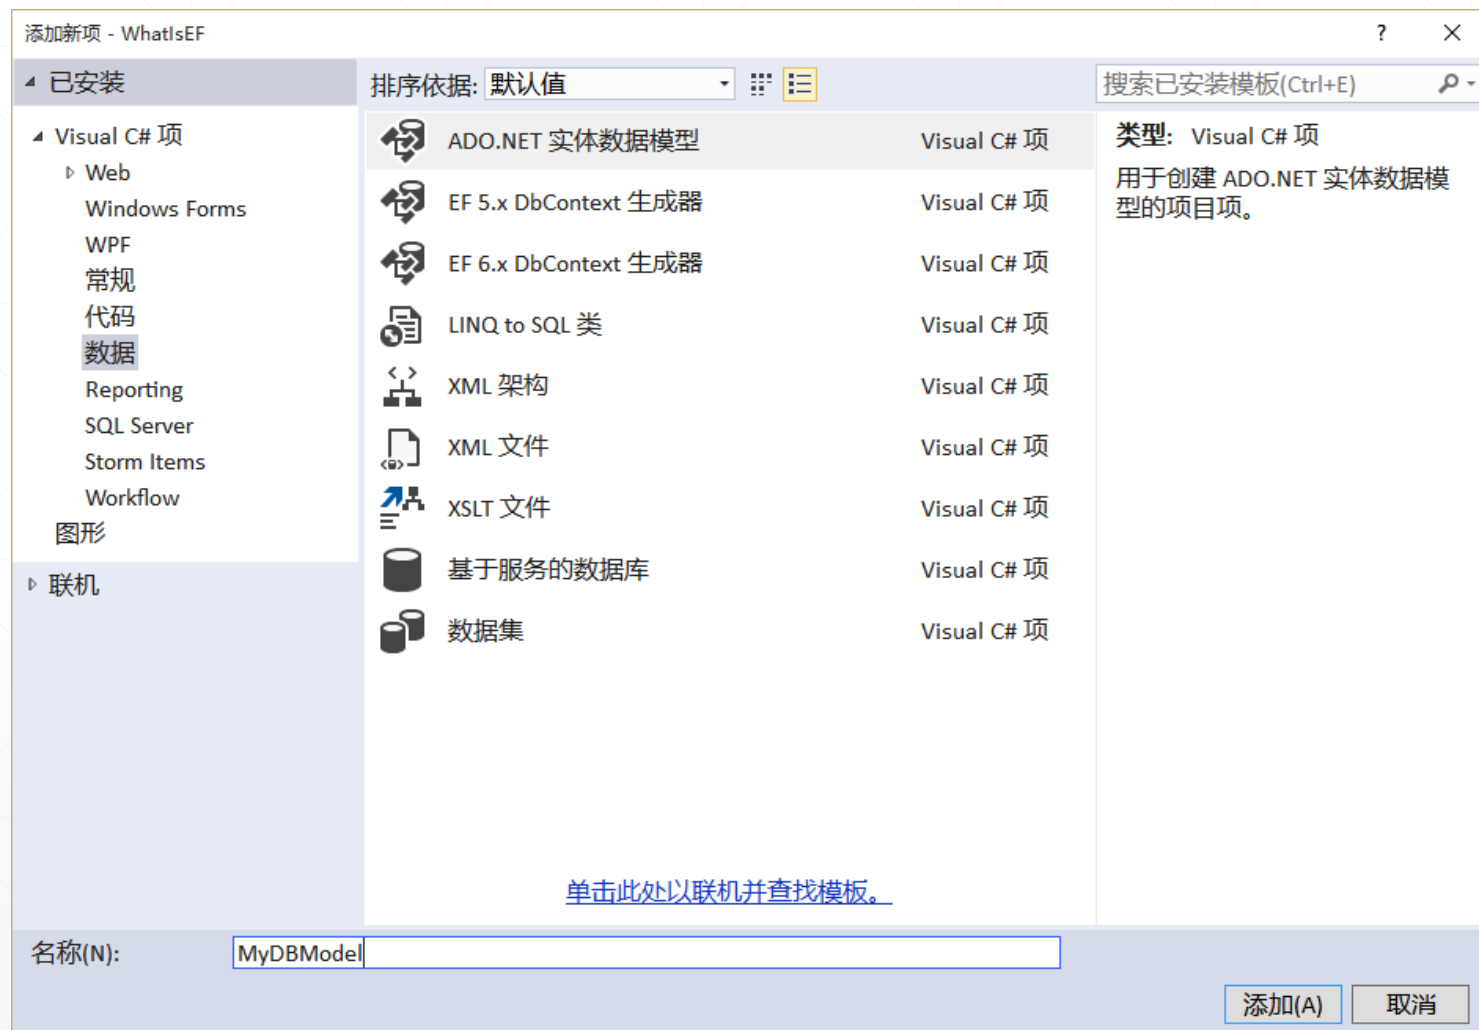 添加新项 - WhatIsEF
?
已安装
排序依据: 默认值
搜索已安装模板(Ctrl+E)
Visual C# 项
Web
Windows Forms
WPF
常规
代码
数据
Reporting
SQL Server
Storm Items
Workflow
图形
联机
ADO.NET 实体数据模型 Visual C# 项
EF 5.x DbContext 生成器 Visual C# 项
EF 6.x DbContext 生成器 Visual C# 项
LINQ to SQL 类 Visual C# 项
XML 架构 Visual C# 项
XML 文件 Visual C# 项
XSLT 文件 Visual C# 项
基于服务的数据库 Visual C# 项
数据集 Visual C# 项
单击此处以联机并查找模板。
类型: Visual C# 项
用于创建 ADO.NET 实体数据模
型的项目项。
名称(N): MyDBModel
添加(A) 取消